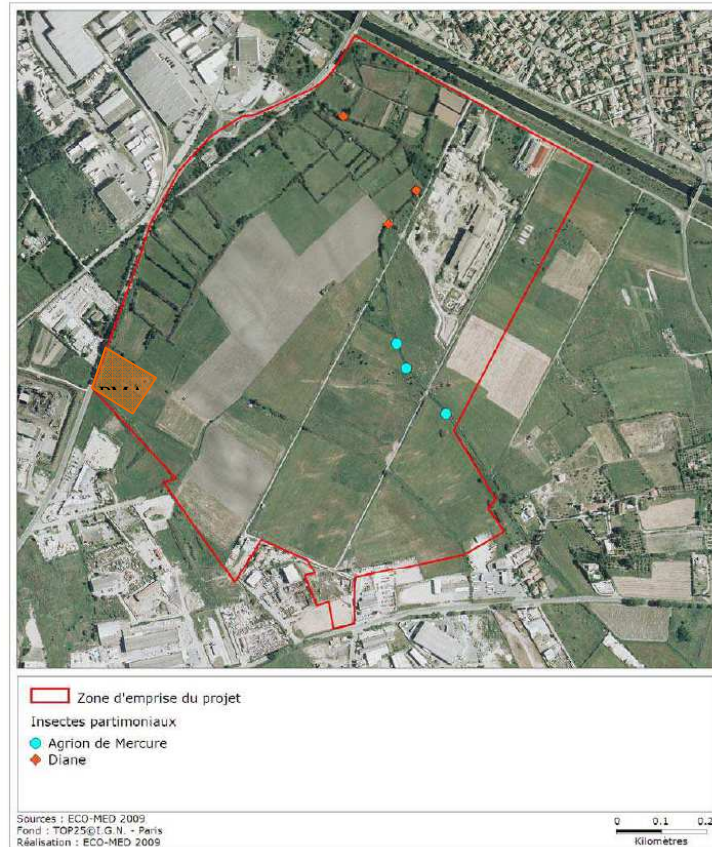 Zone d'emprise du projet
Insectes partimoniaux
Agrion de Mercure
Diane
Sources : ECO-MED 2009
Fond : TOP25©I.G.N. - Paris
Réalisation : ECO-MED 2009
0 0.1 0.2
Kilomètres